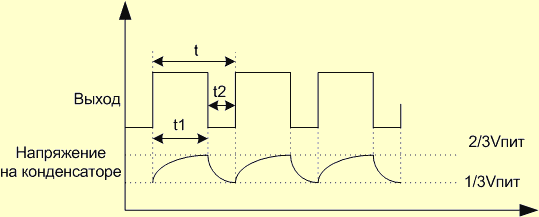 t
t2
Выход
t1
Напряжение
на конденсаторе
2/3Vпит
1/3Vпит